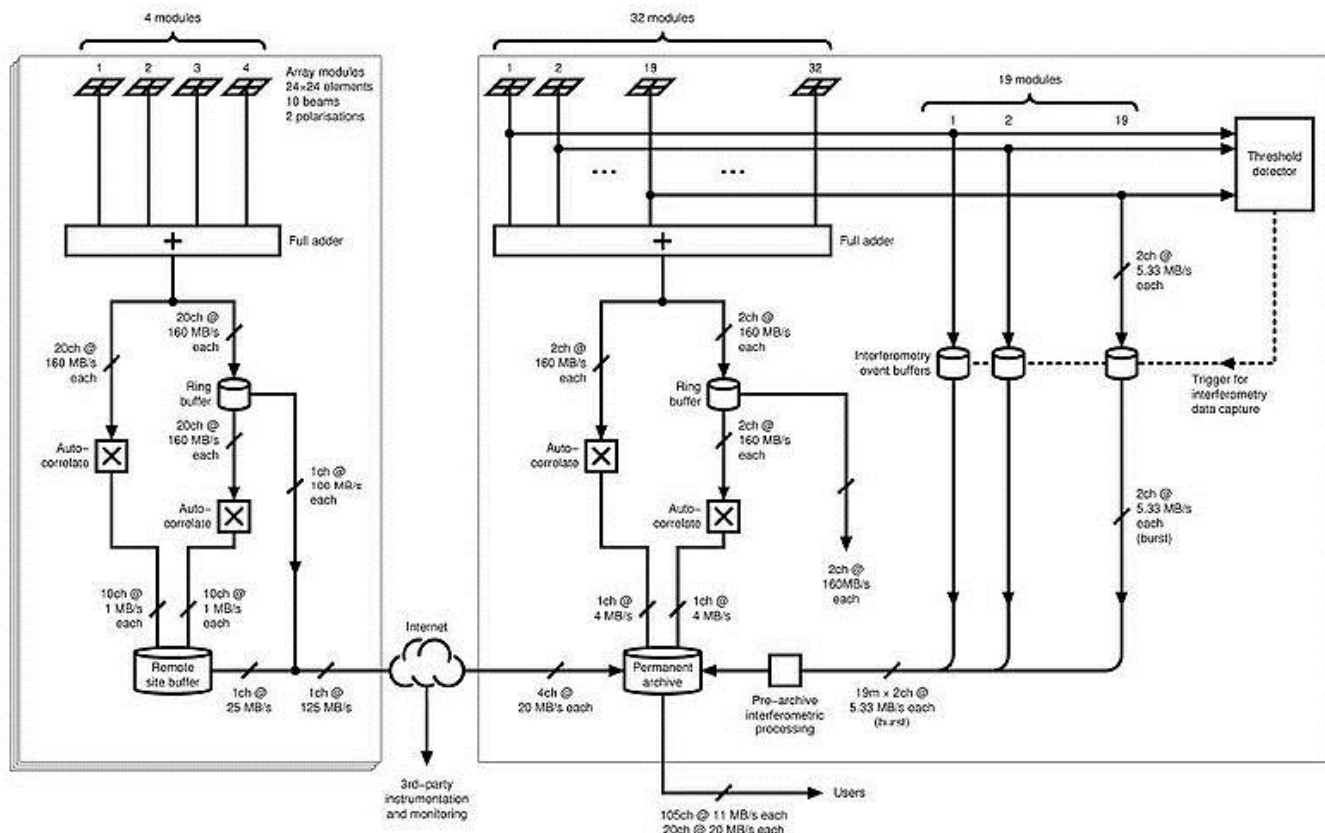 4 modules
1 2 3 4
Array modules
24×24 elements
10 beams
2 polarisations
+
Full adder
20ch @
160 MB/s
each
20ch @
160 MB/s
each
Ring
buffer
20ch @
160 MB/s
each
Auto-
correlate
Auto-
correlate
1ch @
100 MB/s
each
10ch @
1 MB/s
each
10ch @
1 MB/s
each
Remote
site buffer
1ch @
25 MB/s
1ch @
125 MB/s
Internet
3rd-party
instrumentation
and monitoring
4ch @
20 MB/s each
32 modules
1 2 19 32
... ...
+
Full adder
2ch @
160 MB/s
each
2ch @
160 MB/s
each
Ring
buffer
2ch @
160 MB/s
each
Auto-
correlate
Auto-
correlate
2ch @
160MB/s
each
1ch @
4 MB/s
1ch @
4 MB/s
Permanent
archive
19 modules
1 2 19
Threshold
detector
2ch @
5.33 MB/s
each
Interferometry
event buffers
Trigger for
interferometry
data capture
2ch @
5.33 MB/s
each
(burst)
Pre-archive
interferometric
processing
19m × 2ch @
5.33 MB/s each
(burst)
Users
105ch @ 11 MB/s each
20ch @ 20 MB/s each